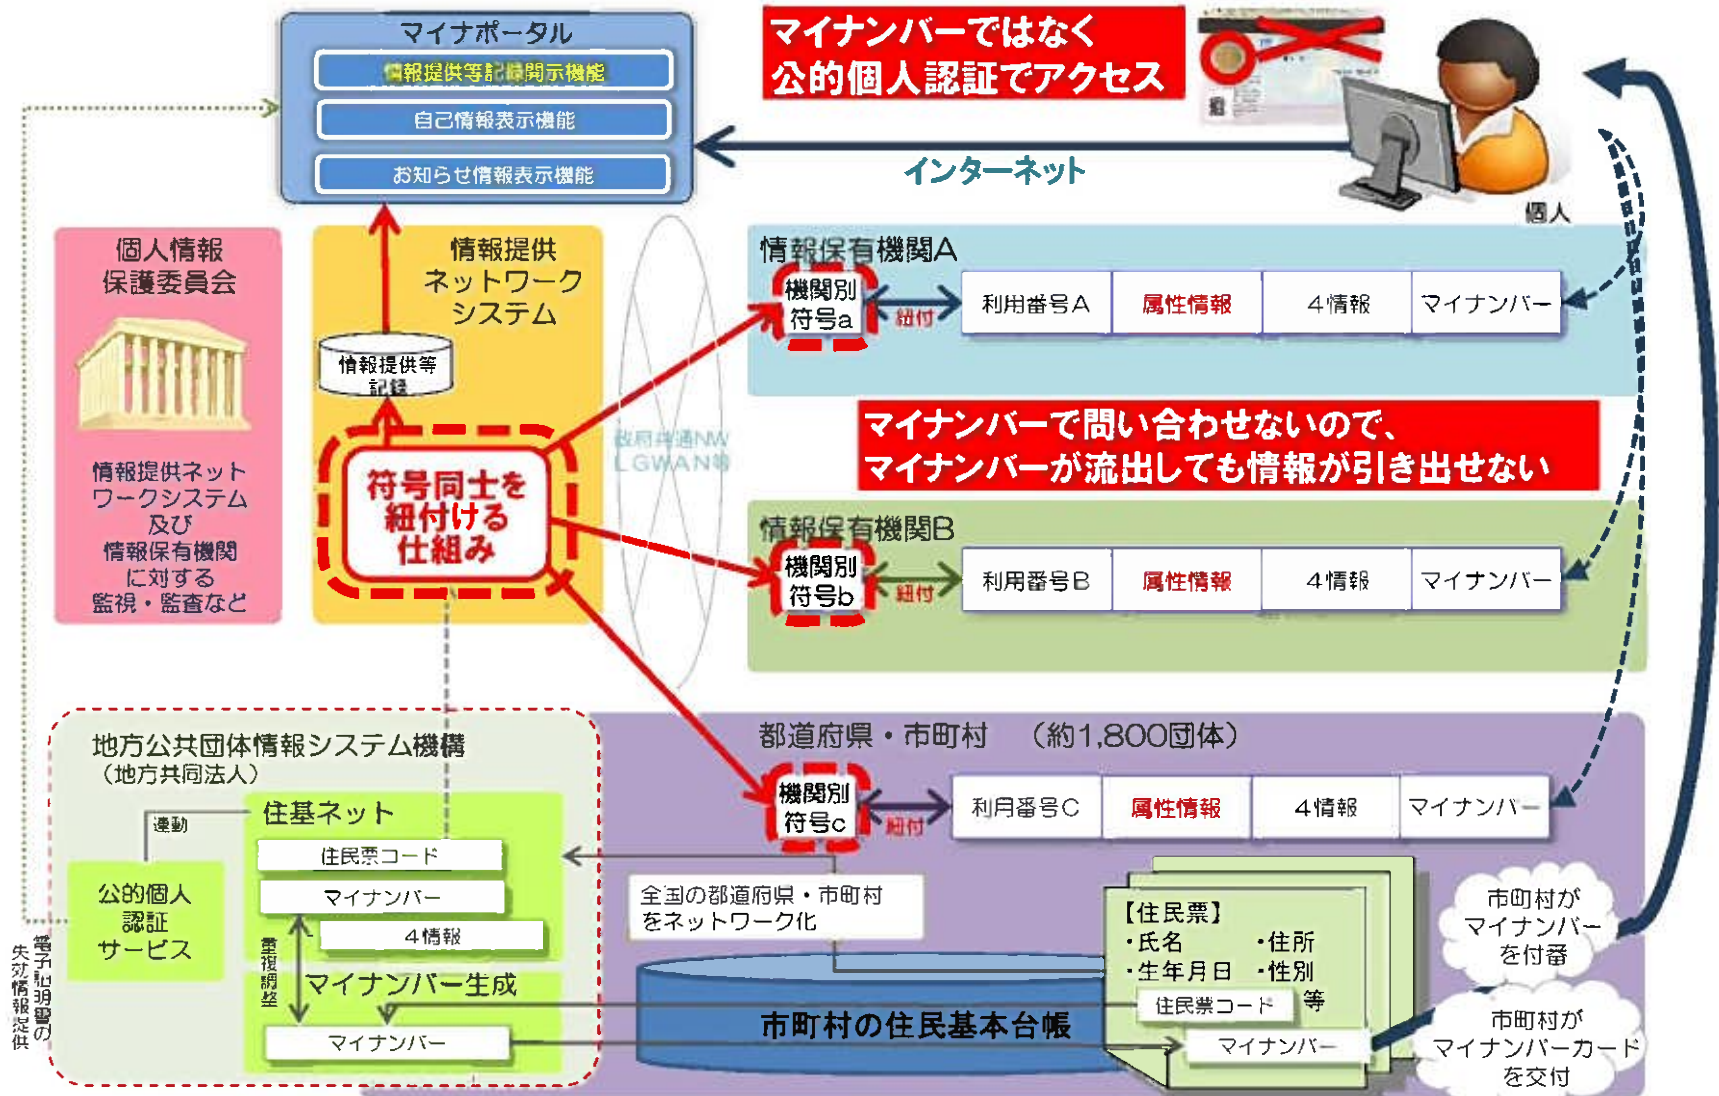 マイナポータル
情報提供等記録開示機能
自己情報表示機能
お知らせ情報表示機能
マイナンバーではなく
公的個人認証でアクセス
インターネット
個人
個人情報
保護委員会
情報提供ネット
ワークシステム
及び
情報保有機関
に対する
監視・監査など
情報提供
ネットワーク
システム
情報提供等
記録
符号同士を
紐付ける
仕組み
政府共通NW
LGWAN等
情報保有機関A
機関別
符号a
紐付
利用番号A
属性情報
4情報
マイナンバー
マイナンバーで問い合わせないので、
マイナンバーが流出しても情報が引き出せない
情報保有機関B
機関別
符号b
紐付
利用番号B
属性情報
4情報
マイナンバー
都道府県・市町村 (約1,800団体)
機関別
符号c
紐付
利用番号C
属性情報
4情報
マイナンバー
地方公共団体情報システム機構
(地方共同法人)
連動
住基ネット
住民票コード
マイナンバー
4情報
公的個人
認証
サービス
重複調整
マイナンバー生成
マイナンバー
電子証明書の
失効情報提供
全国の都道府県・市町村
をネットワーク化
市町村の住民基本台帳
【住民票】
・氏名 ・住所
・生年月日 ・性別
等
住民票コード
マイナンバー
市町村が
マイナンバー
を付番
市町村が
マイナンバーカード
を交付